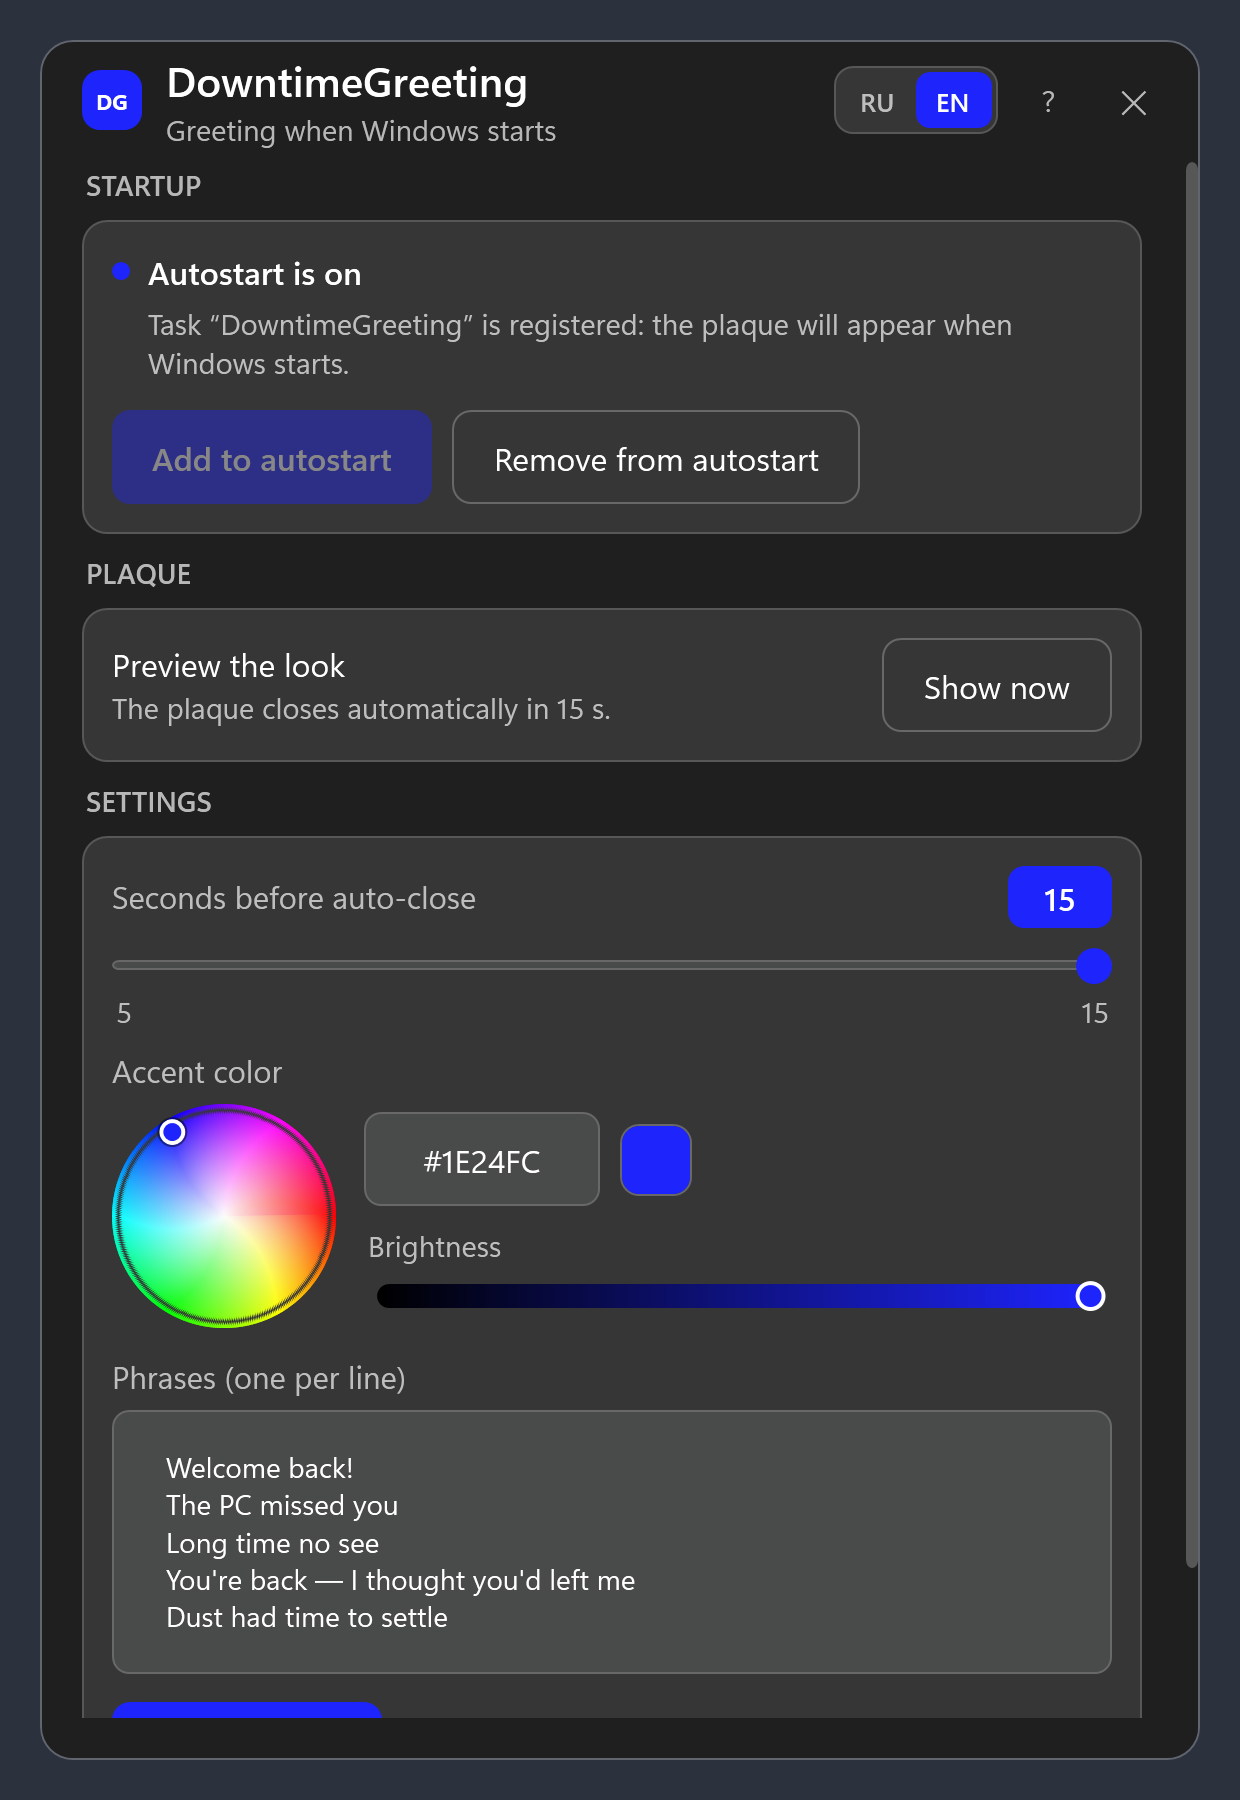 DG
DowntimeGreeting
Greeting when Windows starts
RU
EN
?
STARTUP
Autostart is on
Task “DowntimeGreeting” is registered: the plaque will appear when
Windows starts.
Add to autostart
Remove from autostart
PLAQUE
Preview the look
The plaque closes automatically in 15 s.
Show now
SETTINGS
Seconds before auto-close
15
5
15
Accent color
#1E24FC
Brightness
Phrases (one per line)
Welcome back!
The PC missed you
Long time no see
You're back — I thought you'd left me
Dust had time to settle